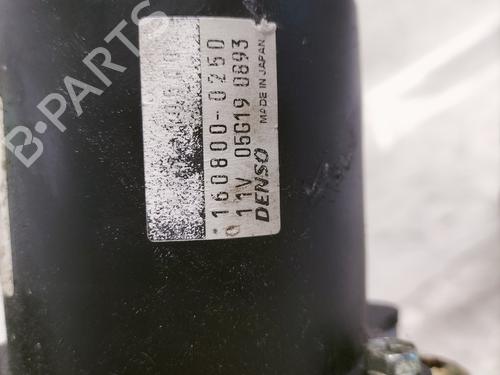 160800-0250
11V 05G19 0893
DENSO MADE IN JAPAN
B-PARTS